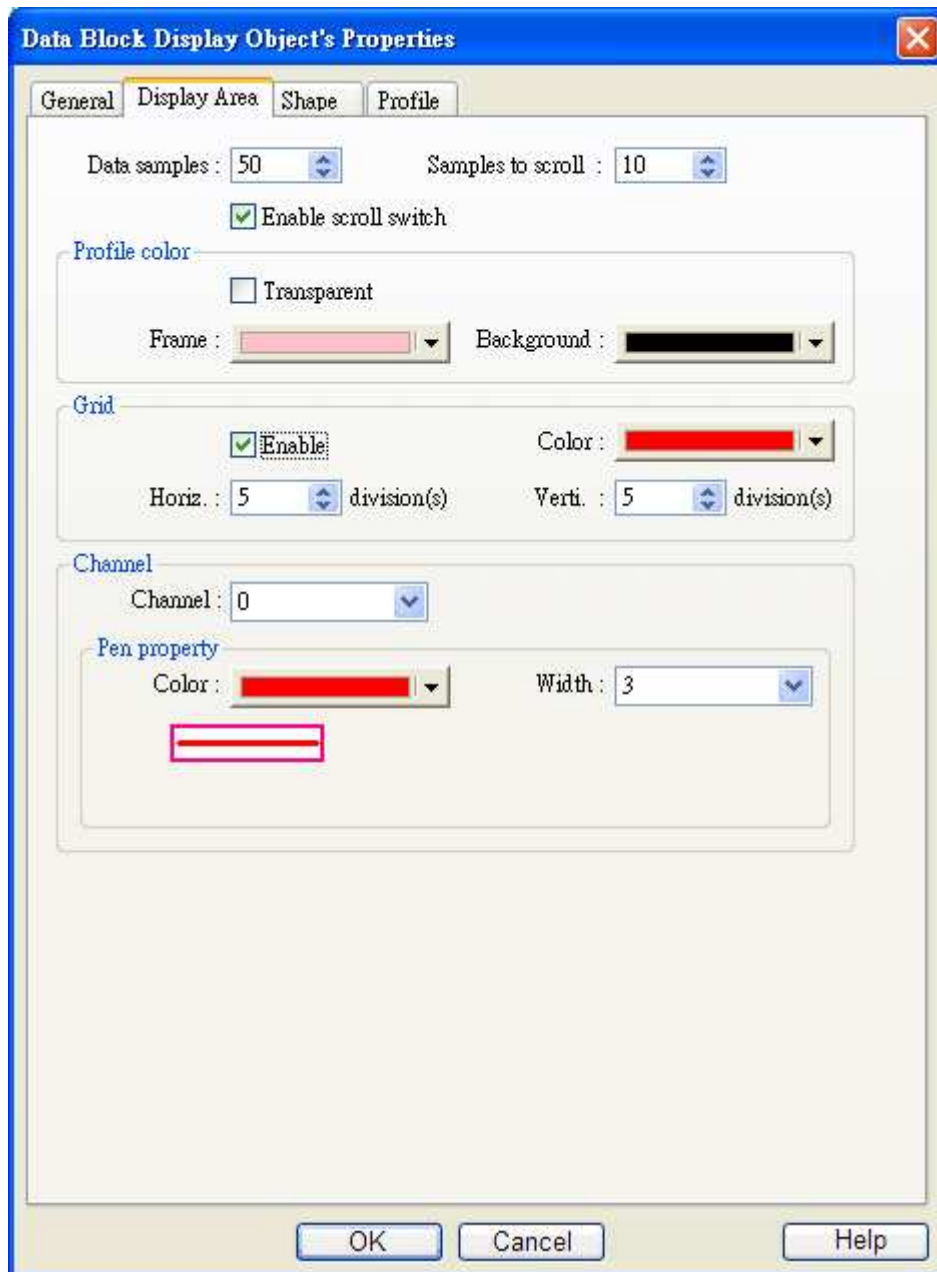 Data Block Display Object's Properties
General Display Area Shape Profile
Data samples : 50 Samples to scroll : 10
Enable scroll switch
Profile color
Transparent
Frame : Background :
Grid
Enable Color :
Horiz. : 5 division(s) Verti. : 5 division(s)
Channel
Channel : 0
Pen property
Color : Width : 3
OK Cancel Help